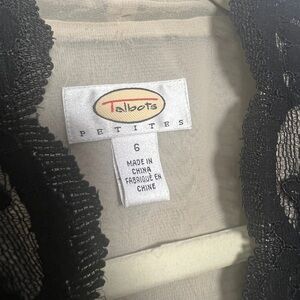 Talbots
PETITES
6
MADE IN
CHINA
FABRIQUÉ EN
CHINE